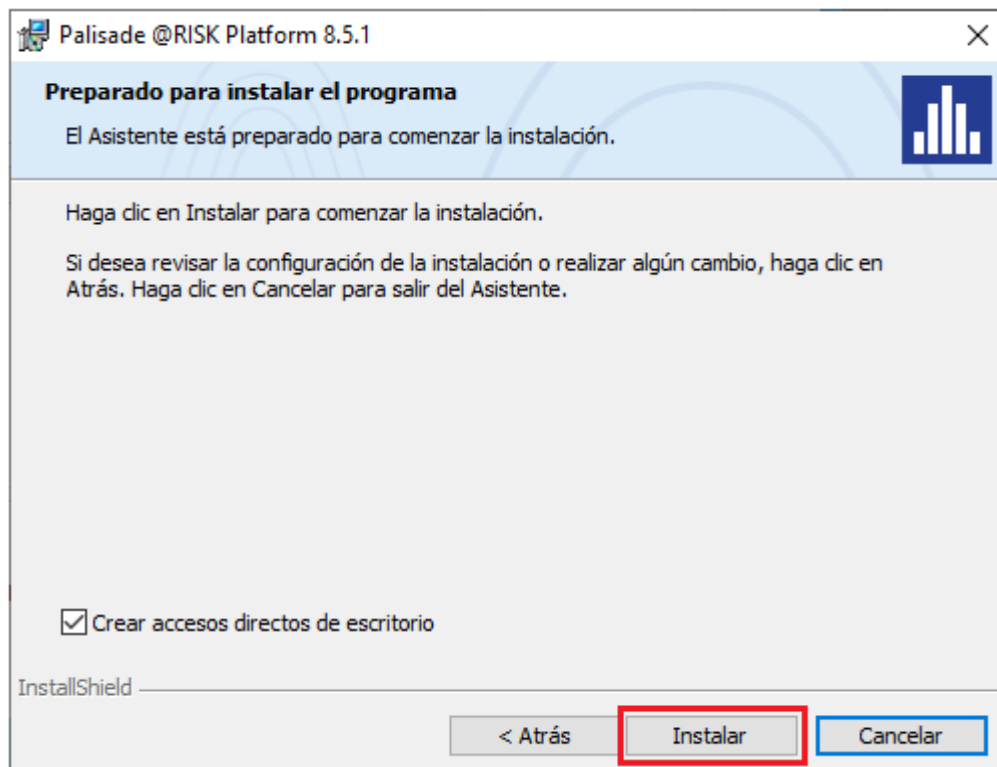 Palisade @RISK Platform 8.5.1
Preparado para instalar el programa
El Asistente está preparado para comenzar la instalación.
Haga clic en Instalar para comenzar la instalación.
Si desea revisar la configuración de la instalación o realizar algún cambio, haga clic en
Atrás. Haga clic en Cancelar para salir del Asistente.
Crear accesos directos de escritorio
InstallShield
< Atrás
Instalar
Cancelar